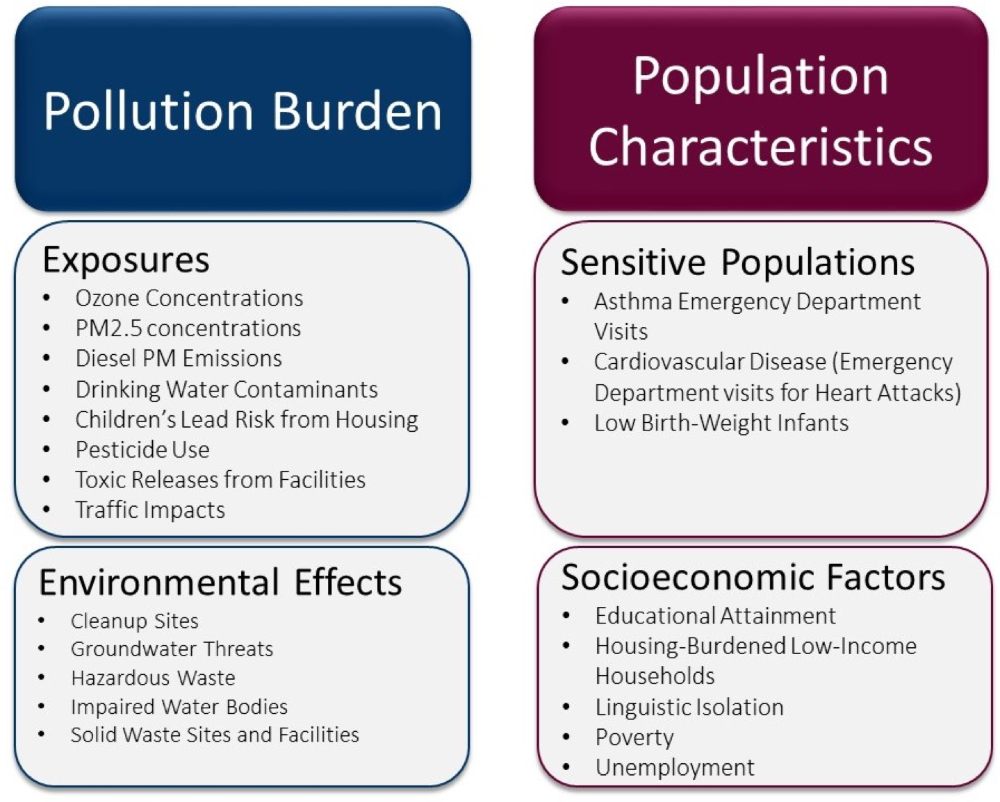 Pollution Burden
Exposures
• Ozone Concentrations
• PM2.5 concentrations
• Diesel PM Emissions
• Drinking Water Contaminants
• Children’s Lead Risk from Housing
• Pesticide Use
• Toxic Releases from Facilities
• Traffic Impacts
Environmental Effects
• Cleanup Sites
• Groundwater Threats
• Hazardous Waste
• Impaired Water Bodies
• Solid Waste Sites and Facilities
Population
Characteristics
Sensitive Populations
• Asthma Emergency Department
Visits
• Cardiovascular Disease (Emergency
Department visits for Heart Attacks)
• Low Birth-Weight Infants
Socioeconomic Factors
• Educational Attainment
• Housing-Burdened Low-Income
Households
• Linguistic Isolation
• Poverty
• Unemployment